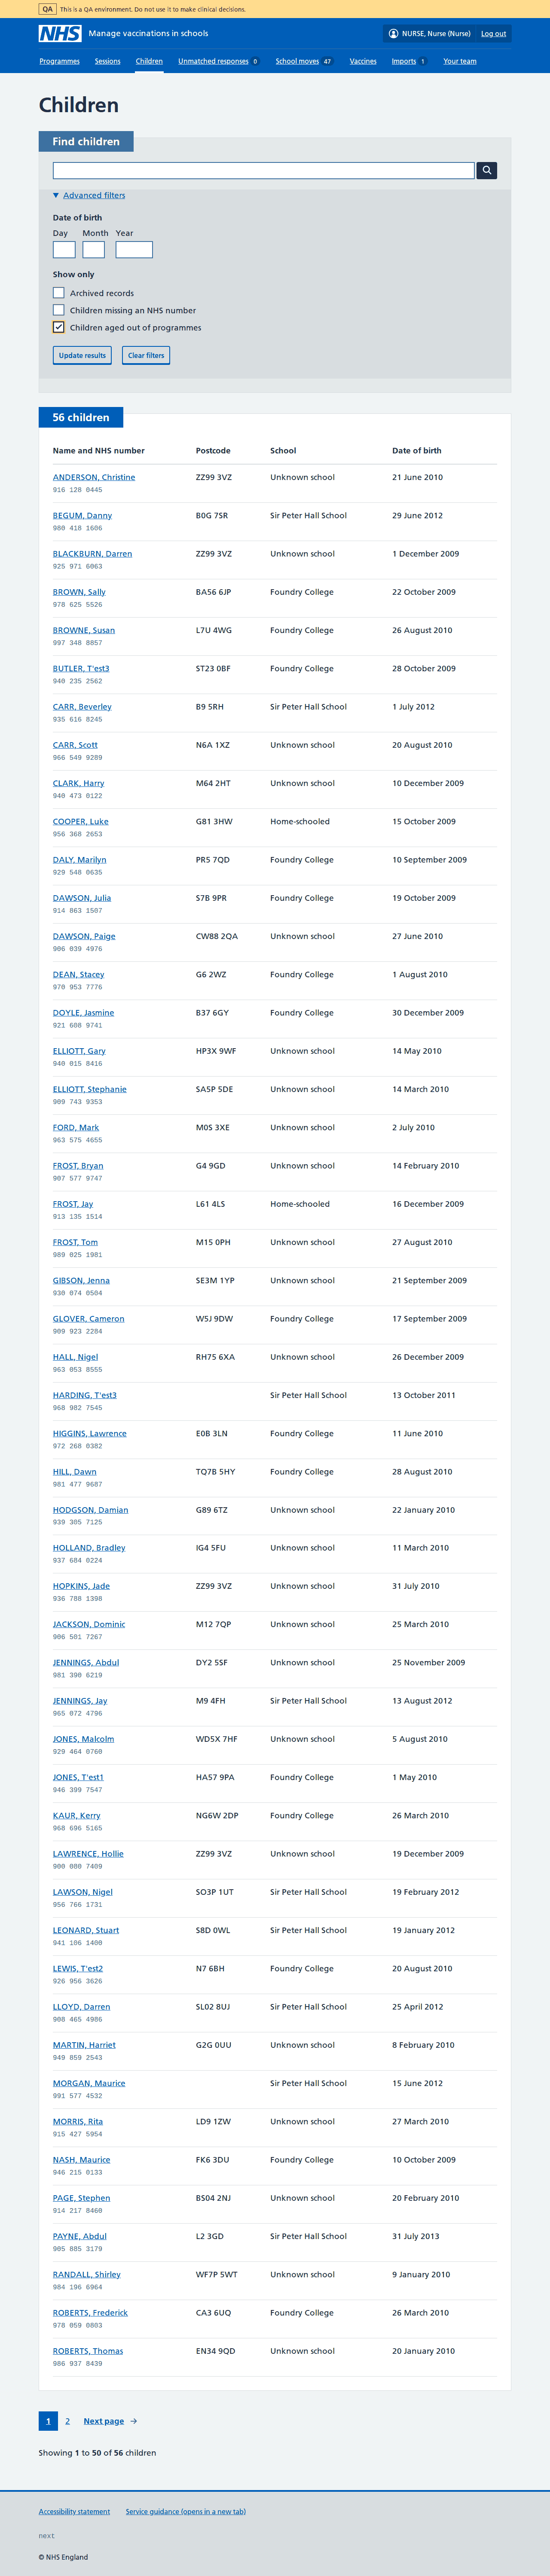 QA This is a QA environment. Do not use it to make clinical decisions.
NHS Manage vaccinations in schools NURSE, Nurse (Nurse) Log out
Programmes Sessions Children Unmatched responses 0 School moves 47 Vaccines Imports 1 Your team
Children
Find children
Advanced filters
Date of birth
Day Month Year
Show only
Archived records
Children missing an NHS number
Children aged out of programmes
Update results Clear filters
56 children
Name and NHS number Postcode School Date of birth
ANDERSON, Christine ZZ99 3VZ Unknown school 21 June 2010
916 128 0445
BEGUM, Danny B0G 7SR Sir Peter Hall School 29 June 2012
980 418 1606
BLACKBURN, Darren ZZ99 3VZ Unknown school 1 December 2009
925 971 6063
BROWN, Sally BA56 6JP Foundry College 22 October 2009
978 625 5526
BROWNE, Susan L7U 4WG Foundry College 26 August 2010
997 340 8057
BUTLER, T'est3 ST23 0BF Foundry College 28 October 2009
940 235 2562
CARR, Beverley B9 5RH Sir Peter Hall School 1 July 2012
935 616 8245
CARR, Scott N6A 1XZ Unknown school 20 August 2010
966 549 9289
CLARK, Harry M64 2HT Unknown school 10 December 2009
940 473 0122
COOPER, Luke G81 3HW Home-schooled 15 October 2009
956 368 2653
DALY, Marilyn PR5 7QD Foundry College 10 September 2009
929 548 0635
DAWSON, Julia S7B 9PR Foundry College 19 October 2009
914 863 1507
DAWSON, Paige CW88 2QA Unknown school 27 June 2010
906 039 4976
DEAN, Stacey G6 2WZ Foundry College 1 August 2010
970 953 7776
DOYLE, Jasmine B37 6GY Foundry College 30 December 2009
921 608 9741
ELLIOTT, Gary HP3X 9WF Unknown school 14 May 2010
940 015 8416
ELLIOTT, Stephanie SA5P 5DE Unknown school 14 March 2010
909 743 9353
FORD, Mark M0S 3XE Unknown school 2 July 2010
963 575 4655
FROST, Bryan G4 9GD Unknown school 14 February 2010
907 577 9747
FROST, Jay L61 4LS Home-schooled 16 December 2009
913 135 1514
FROST, Tom M15 0PH Unknown school 27 August 2010
989 025 1981
GIBSON, Jenna SE3M 1YP Unknown school 21 September 2009
930 074 0504
GLOVER, Cameron W5J 9DW Foundry College 17 September 2009
909 923 2284
HALL, Nigel RH75 6XA Unknown school 26 December 2009
963 053 8555
HARDING, T'est3 Sir Peter Hall School 13 October 2011
968 982 7545
HIGGINS, Lawrence E0B 3LN Foundry College 11 June 2010
972 268 0382
HILL, Dawn TQ7B 5HY Foundry College 28 August 2010
981 477 9687
HODGSON, Damian G89 6TZ Unknown school 22 January 2010
939 305 7125
HOLLAND, Bradley IG4 5FU Unknown school 11 March 2010
937 684 0224
HOPKINS, Jade ZZ99 3VZ Unknown school 31 July 2010
936 788 1398
JACKSON, Dominic M12 7QP Unknown school 25 March 2010
906 501 7267
JENNINGS, Abdul DY2 5SF Unknown school 25 November 2009
981 390 6219
JENNINGS, Jay M9 4FH Sir Peter Hall School 13 August 2012
965 072 4796
JONES, Malcolm WD5X 7HF Unknown school 5 August 2010
929 464 0760
JONES, T'est1 HA57 9PA Foundry College 1 May 2010
946 399 7547
KAUR, Kerry NG6W 2DP Foundry College 26 March 2010
968 696 5165
LAWRENCE, Hollie ZZ99 3VZ Unknown school 19 December 2009
900 080 7409
LAWSON, Nigel SO3P 1UT Sir Peter Hall School 19 February 2012
956 766 1731
LEONARD, Stuart S8D 0WL Sir Peter Hall School 19 January 2012
941 106 1400
LEWIS, T'est2 N7 6BH Foundry College 20 August 2010
926 956 3626
LLOYD, Darren SL02 8UJ Sir Peter Hall School 25 April 2012
908 465 4986
MARTIN, Harriet G2G 0UU Unknown school 8 February 2010
949 859 2543
MORGAN, Maurice Sir Peter Hall School 15 June 2012
991 577 4532
MORRIS, Rita LD9 1ZW Unknown school 27 March 2010
915 427 5954
NASH, Maurice FK6 3DU Foundry College 10 October 2009
946 215 0133
PAGE, Stephen BS04 2NJ Unknown school 20 February 2010
914 217 8460
PAYNE, Abdul L2 3GD Sir Peter Hall School 31 July 2013
905 885 3179
RANDALL, Shirley WF7P 5WT Unknown school 9 January 2010
984 196 6964
ROBERTS, Frederick CA3 6UQ Foundry College 26 March 2010
978 059 0803
ROBERTS, Thomas EN34 9QD Unknown school 20 January 2010
986 937 8439
1 2 Next page
Showing 1 to 50 of 56 children
Accessibility statement Service guidance (opens in a new tab)
next
© NHS England